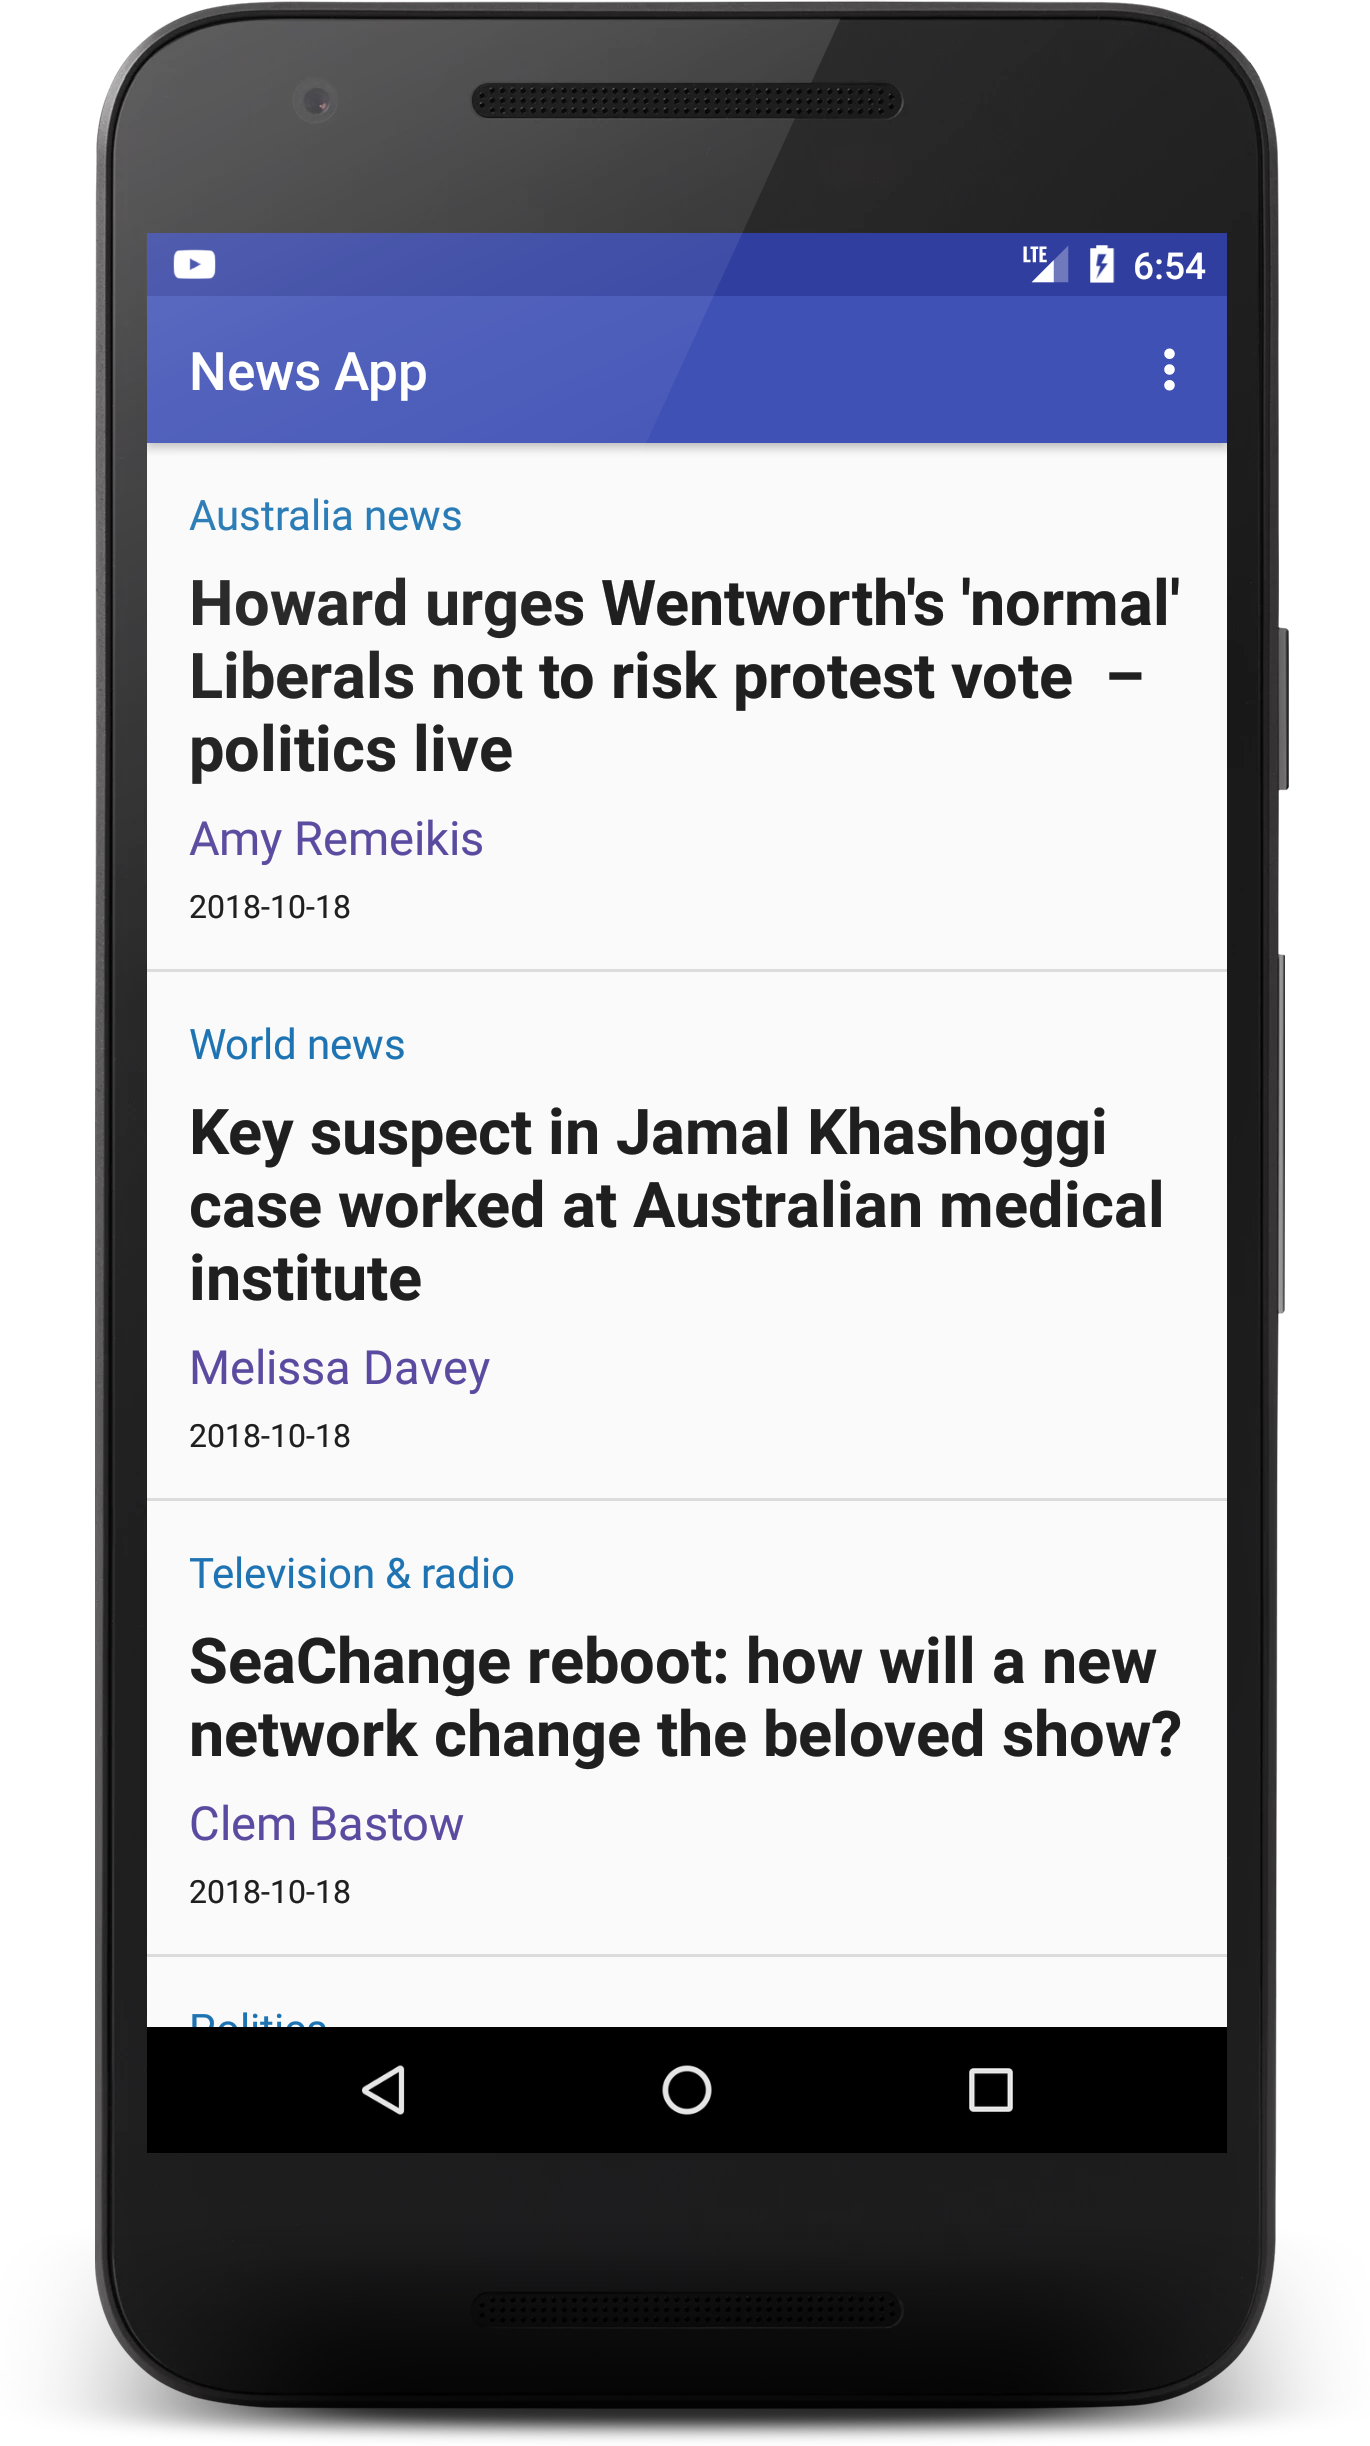 LTE 6:54
News App
Australia news
Howard urges Wentworth's 'normal'
Liberals not to risk protest vote  –
politics live
Amy Remeikis
2018-10-18
World news
Key suspect in Jamal Khashoggi
case worked at Australian medical
institute
Melissa Davey
2018-10-18
Television & radio
SeaChange reboot: how will a new
network change the beloved show?
Clem Bastow
2018-10-18
Politics